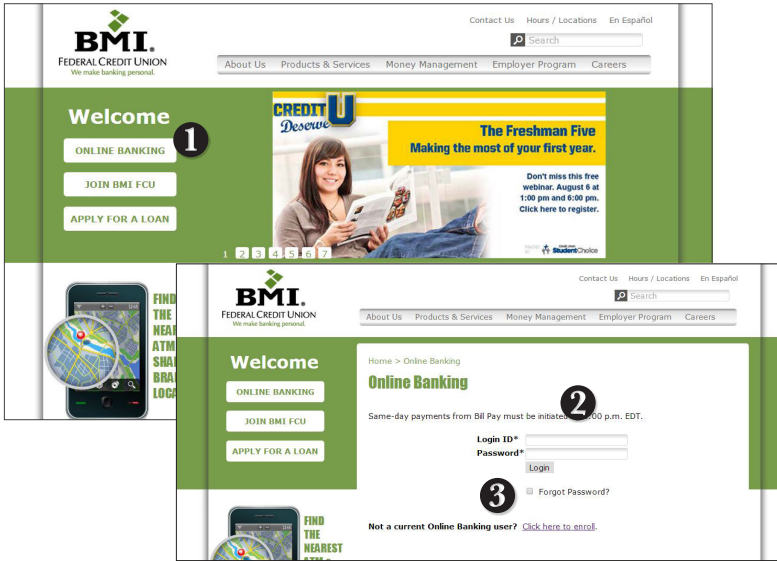 Contact Us Hours / Locations En Español
Search
BMI.
FEDERAL CREDIT UNION
We make banking personal.
About Us Products & Services Money Management Employer Program Careers
Welcome
1
ONLINE BANKING
JOIN BMI FCU
APPLY FOR A LOAN
CREDIT U
Deserve
The Freshman Five
Making the most of your first year.
Don't miss this free
webinar. August 6 at
1:00 pm and 6:00 pm.
Click here to register.
StudentChoice
1 2 3 4 5 6 7
FIND
THE
ATM
LOCA
Contact Us Hours / Locations En Español
Search
BMI.
FEDERAL CREDIT UNION
We make banking personal.
About Us Products & Services Money Management Employer Program Careers
Welcome
ONLINE BANKING
JOIN BMI FCU
APPLY FOR A LOAN
Home > Online Banking
Online Banking
2
Same-day payments from Bill Pay must be initiated 00 p.m. EDT.
Login ID*
Password*
Login
3
Forgot Password?
Not a current Online Banking user? Click here to enroll.
FIND
THE
NEAREST